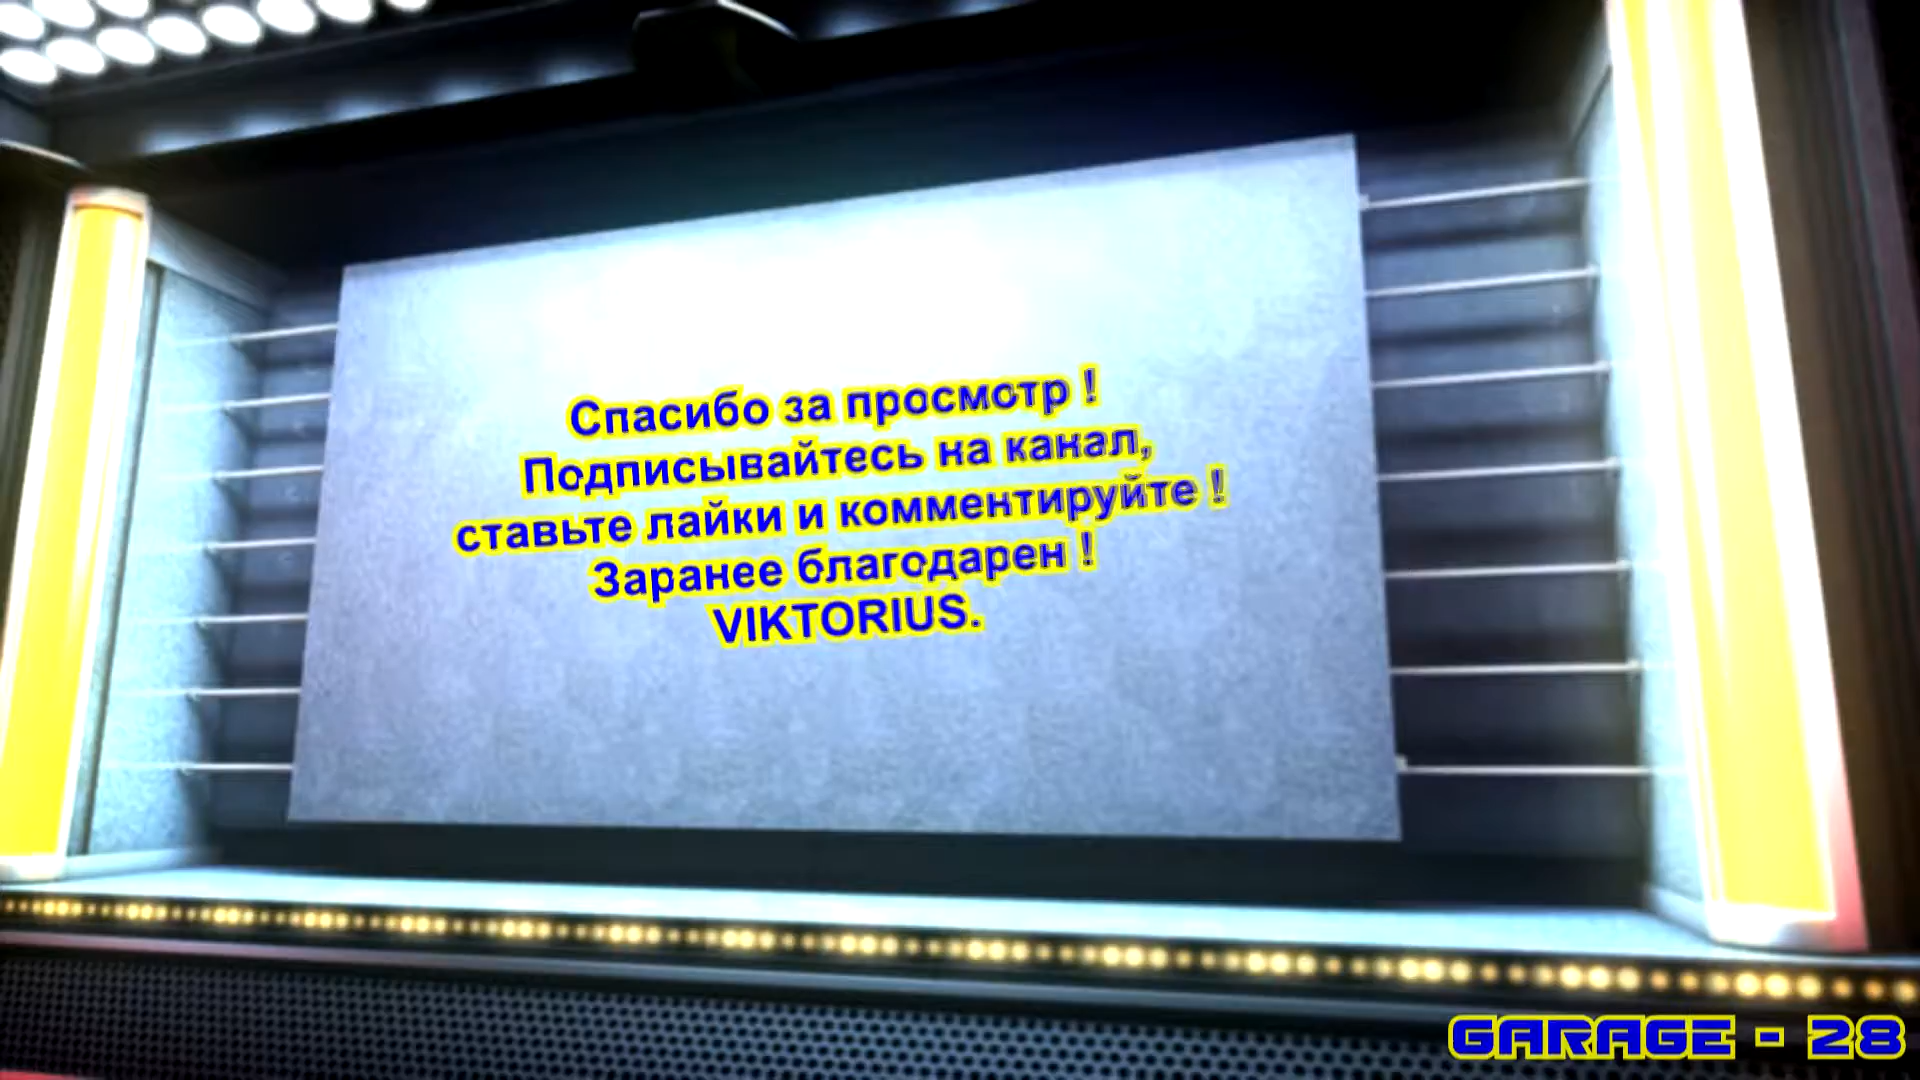 Спасибо за просмотр !
Подписывайтесь на канал,
ставьте лайки и комментируйте !
Заранее благодарен !
VIKTORIUS.
GARAGE - 28